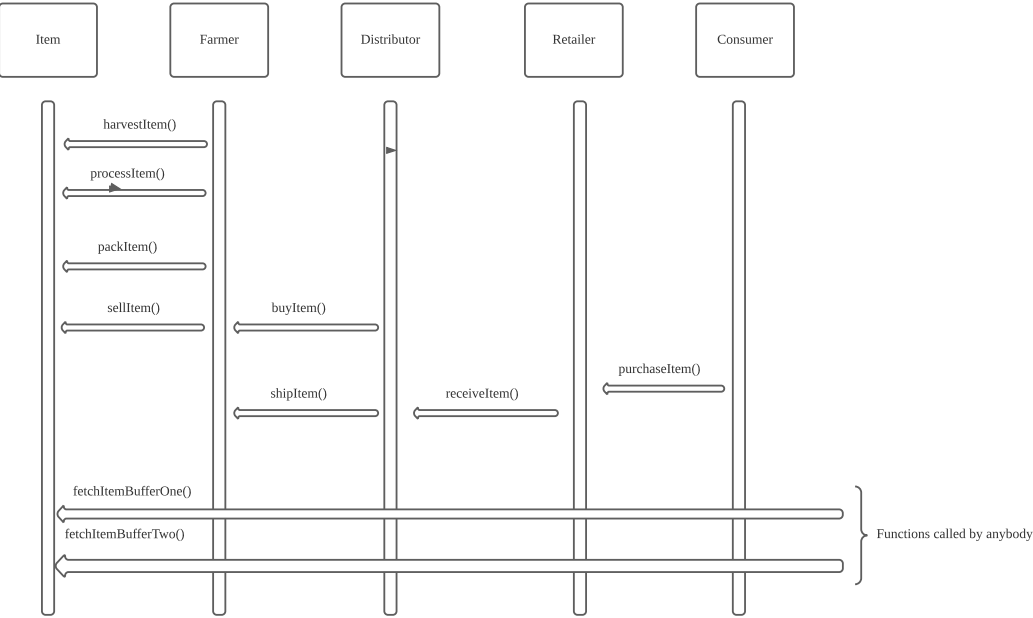 Item
Farmer
Distributor
Retailer
Consumer
harvestItem()
processItem()
packItem()
sellItem()
buyItem()
purchaseItem()
shipItem()
receiveItem()
fetchItemBufferOne()
fetchItemBufferTwo()
Functions called by anybody